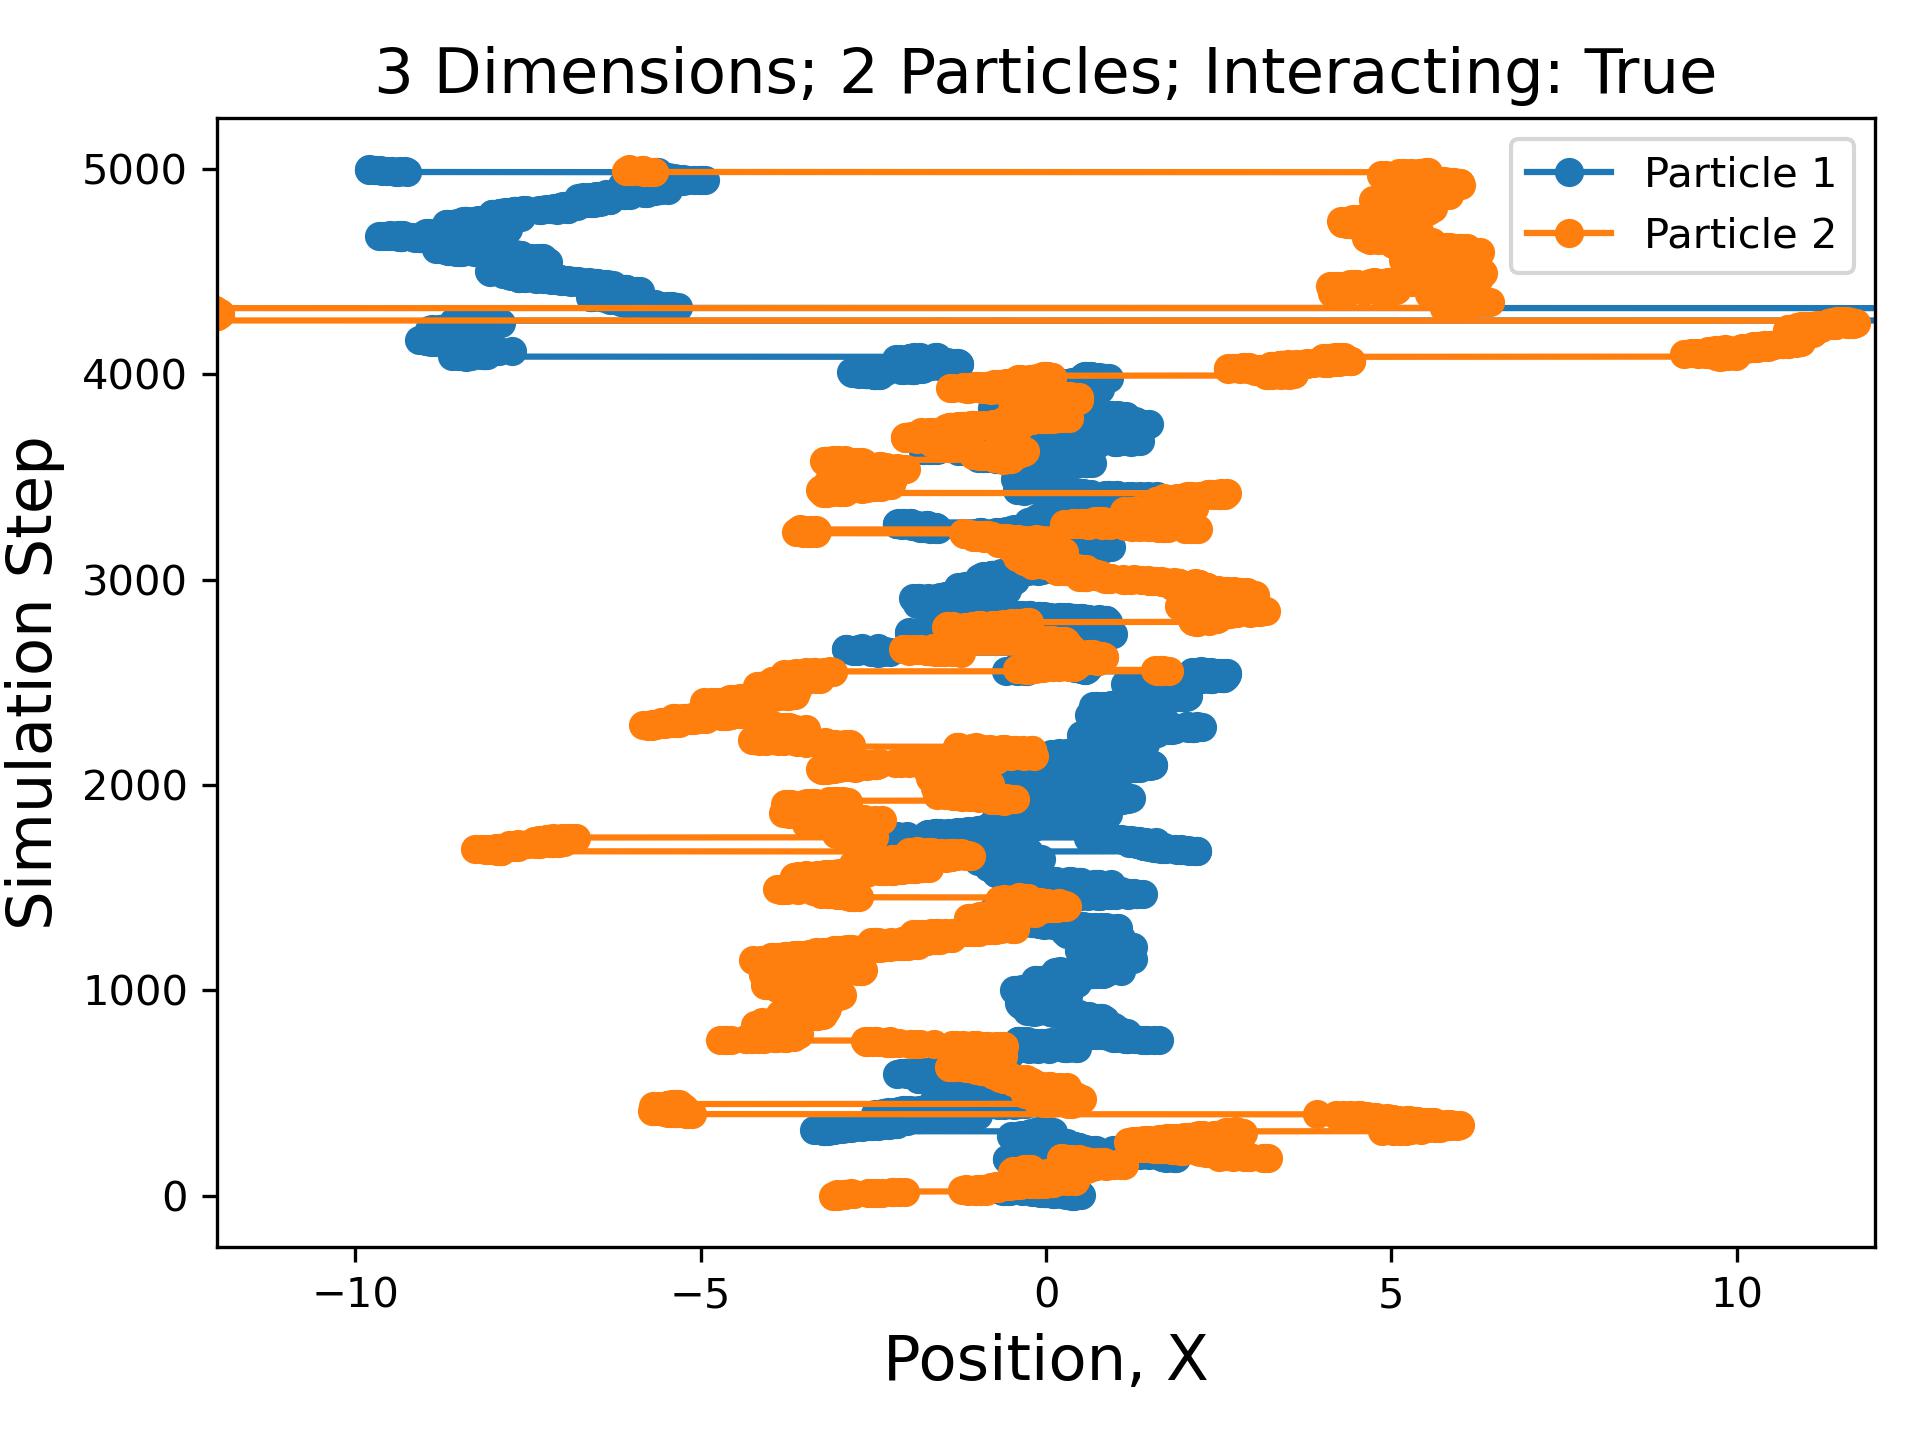 3 Dimensions; 2 Particles; Interacting: True
Particle 1
Particle 2
Simulation Step
5000
4000
3000
2000
1000
0
−10
−5
0
5
10
Position, X